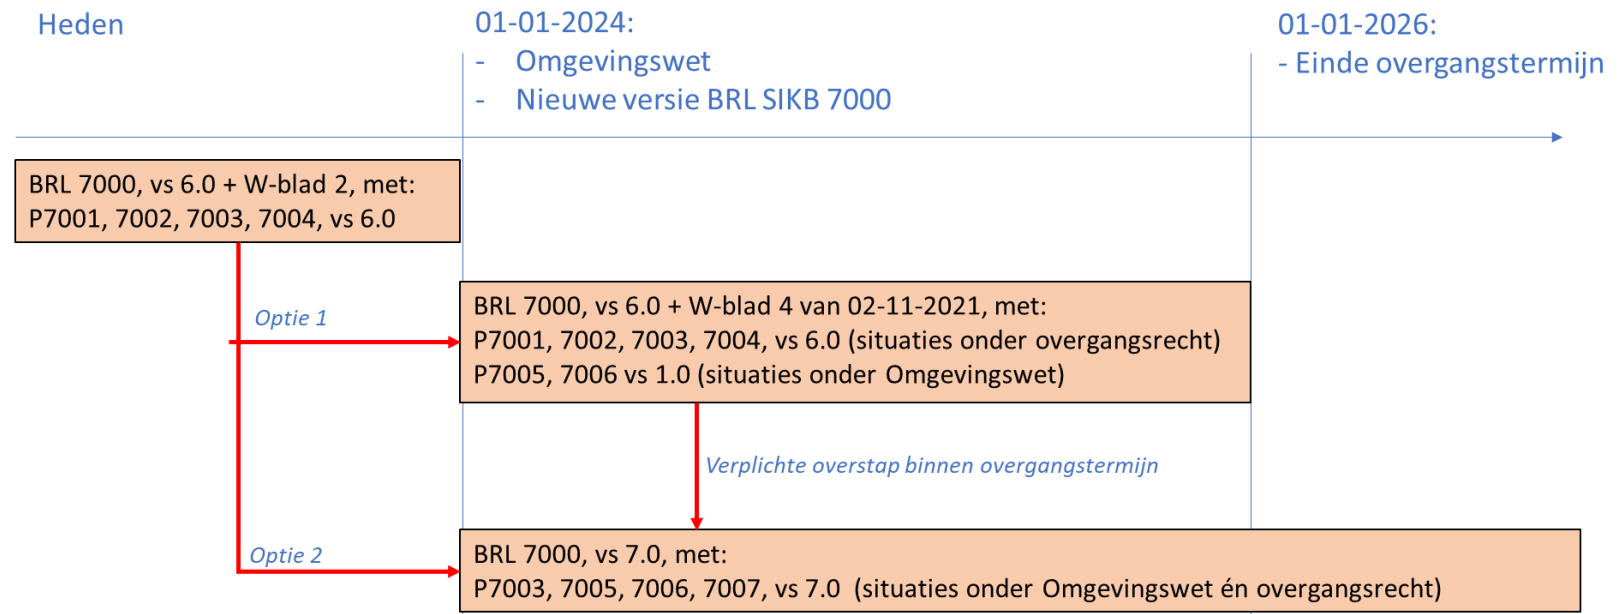 Heden
01-01-2024:
- Omgevingswet
- Nieuwe versie BRL SIKB 7000
01-01-2026:
- Einde overgangstermijn
BRL 7000, vs 6.0 + W-blad 2, met:
P7001, 7002, 7003, 7004, vs 6.0
Optie 1
BRL 7000, vs 6.0 + W-blad 4 van 02-11-2021, met:
P7001, 7002, 7003, 7004, vs 6.0 (situaties onder overgangsrecht)
P7005, 7006 vs 1.0 (situaties onder Omgevingswet)
Verplichte overstap binnen overgangstermijn
Optie 2
BRL 7000, vs 7.0, met:
P7003, 7005, 7006, 7007, vs 7.0 (situaties onder Omgevingswet én overgangsrecht)